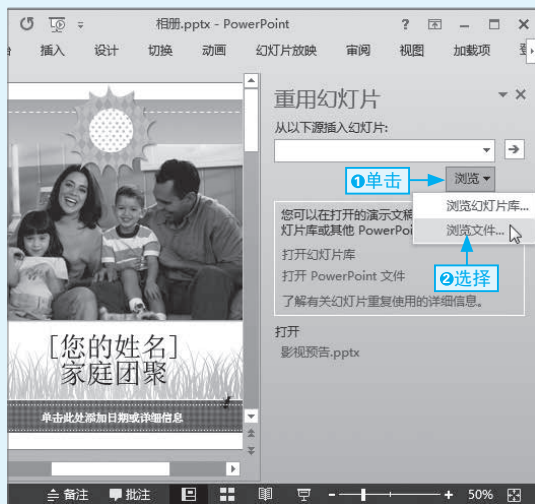 相册.pptx - PowerPoint ?
插入 设计 切换 动画 幻灯片放映 审阅 视图 加载项
重用幻灯片
从以下源插入幻灯片:
❶单击
浏览
浏览幻灯片库...
您可以在打开的演示文稿
灯片库或其他 PowerPoi
浏览文件...
打开幻灯片库
❷选择
打开 PowerPoint 文件
了解有关幻灯片重复使用的详细信息。
打开
影视预告.pptx
[您的姓名]
家庭团聚
单击此处添加日期或详细信息
备注 批注 50%